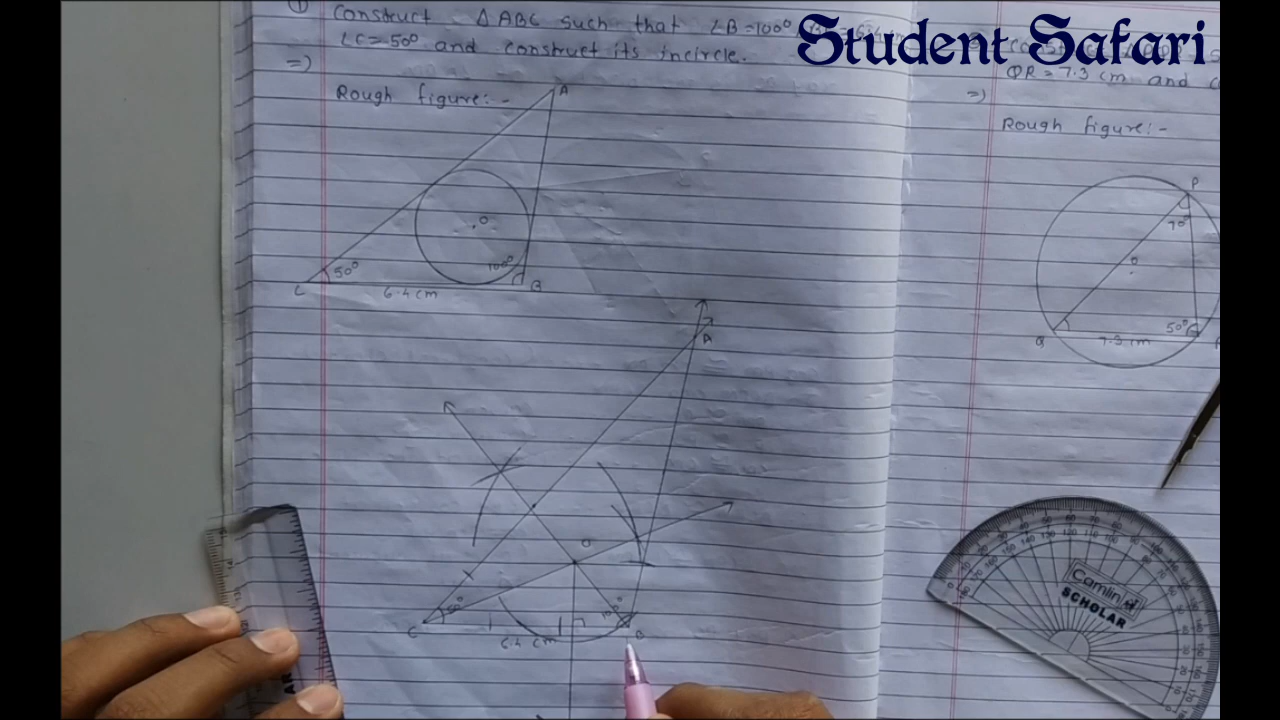 ① Construct △ABC such that ∠B=100°
∠C=50° and construct its incircle.
=)
Rough figure:-
A
O
50°
100°
C
6.4 cm
B
A
O
50°
100°
C
6.4 cm
B
Student Safari
QR = 7.3 cm and
=)
Rough figure:-
P
70°
O
50°
Q
7.3 cm
Camlin
SCHOLAR